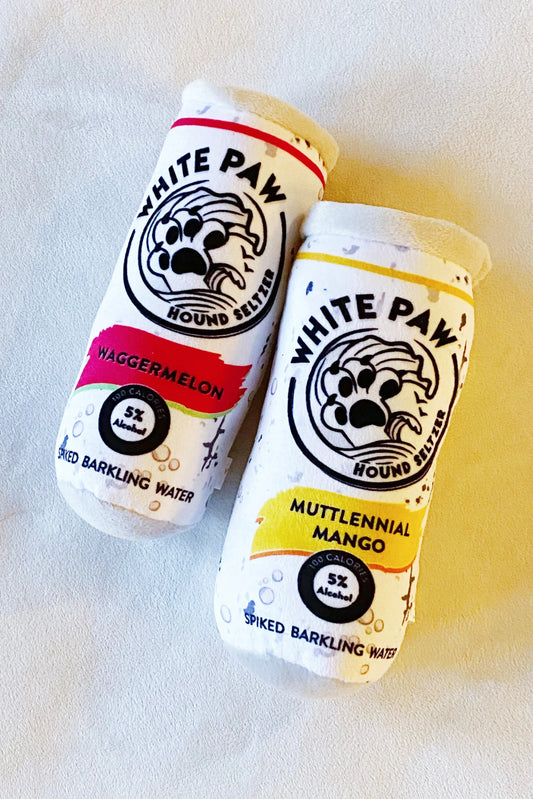 WHITE PAW
HOUND SELTZER
WAGGERMELON
100 CALORIES
5%
Alcohol
SPIKED BARKLING WATER
WHITE PAW
HOUND SELTZER
MUTTLENNIAL
MANGO
100 CALORIES
5%
Alcohol
SPIKED BARKLING WATER